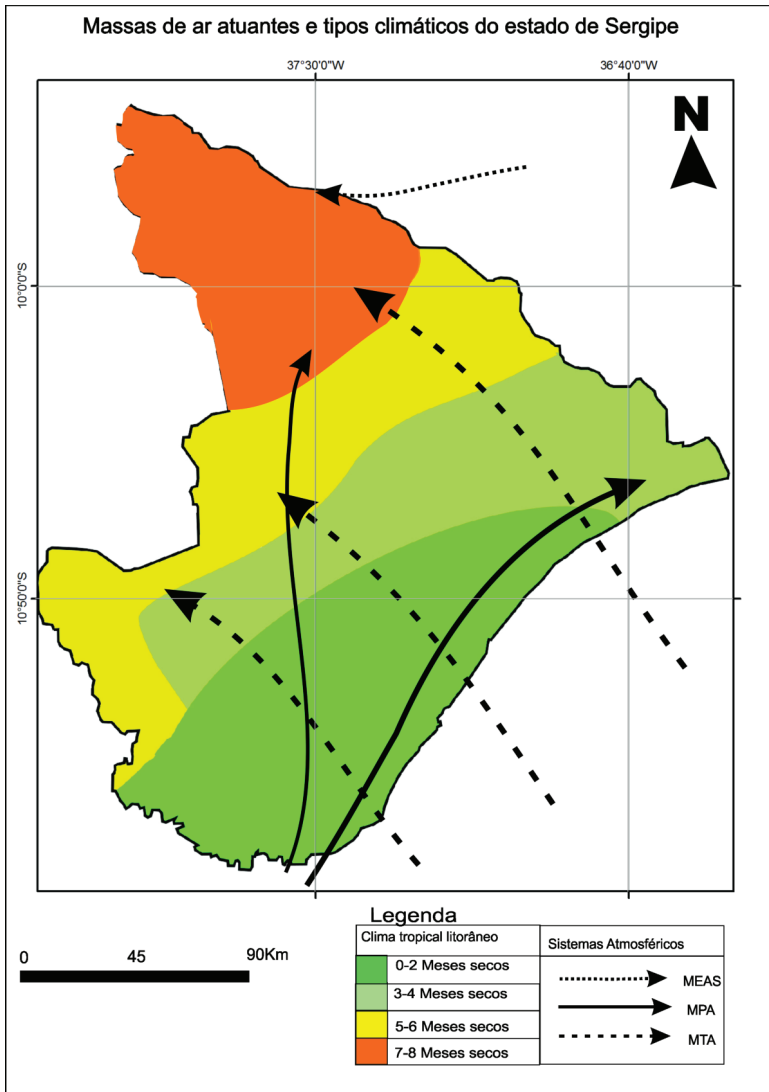 Massas de ar atuantes e tipos climáticos do estado de Sergipe
37°30'0"W
36°40'0"W
N
10°0'0"S
10°50'0"S
0 45 90Km
Legenda
Clima tropical litorâneo
0-2 Meses secos
3-4 Meses secos
5-6 Meses secos
7-8 Meses secos
Sistemas Atmosféricos
MEAS
MPA
MTA